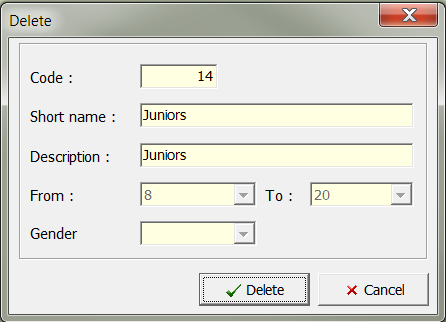 Delete
Code : 14
Short name : Juniors
Description : Juniors
From : 8 To : 20
Gender
Delete Cancel